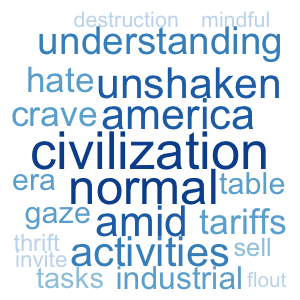 destruction mindful
understanding
hate unshaken
crave america
civilization
era normal table
gaze amid tariffs
thrift activities sell
invite
tasks industrial flout